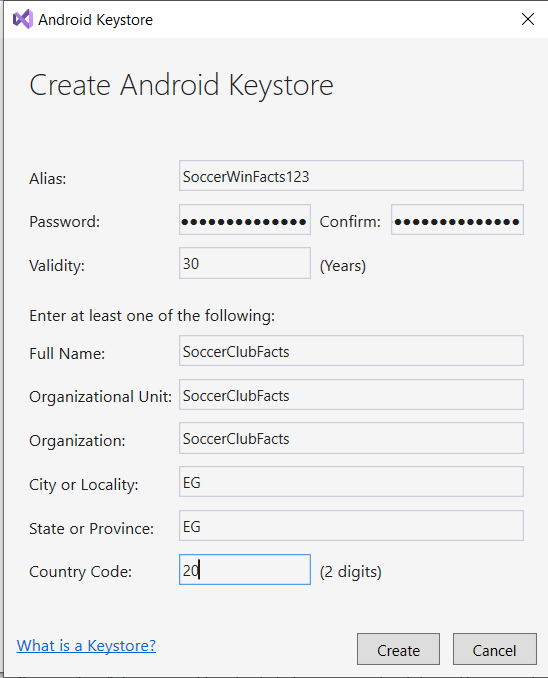 Android Keystore
Create Android Keystore
Alias: SoccerWinFacts123
Password: ●●●●●●●●●●●●●● Confirm: ●●●●●●●●●●●●●●
Validity: 30 (Years)
Enter at least one of the following:
Full Name: SoccerClubFacts
Organizational Unit: SoccerClubFacts
Organization: SoccerClubFacts
City or Locality: EG
State or Province: EG
Country Code: 20 (2 digits)
What is a Keystore? Create Cancel